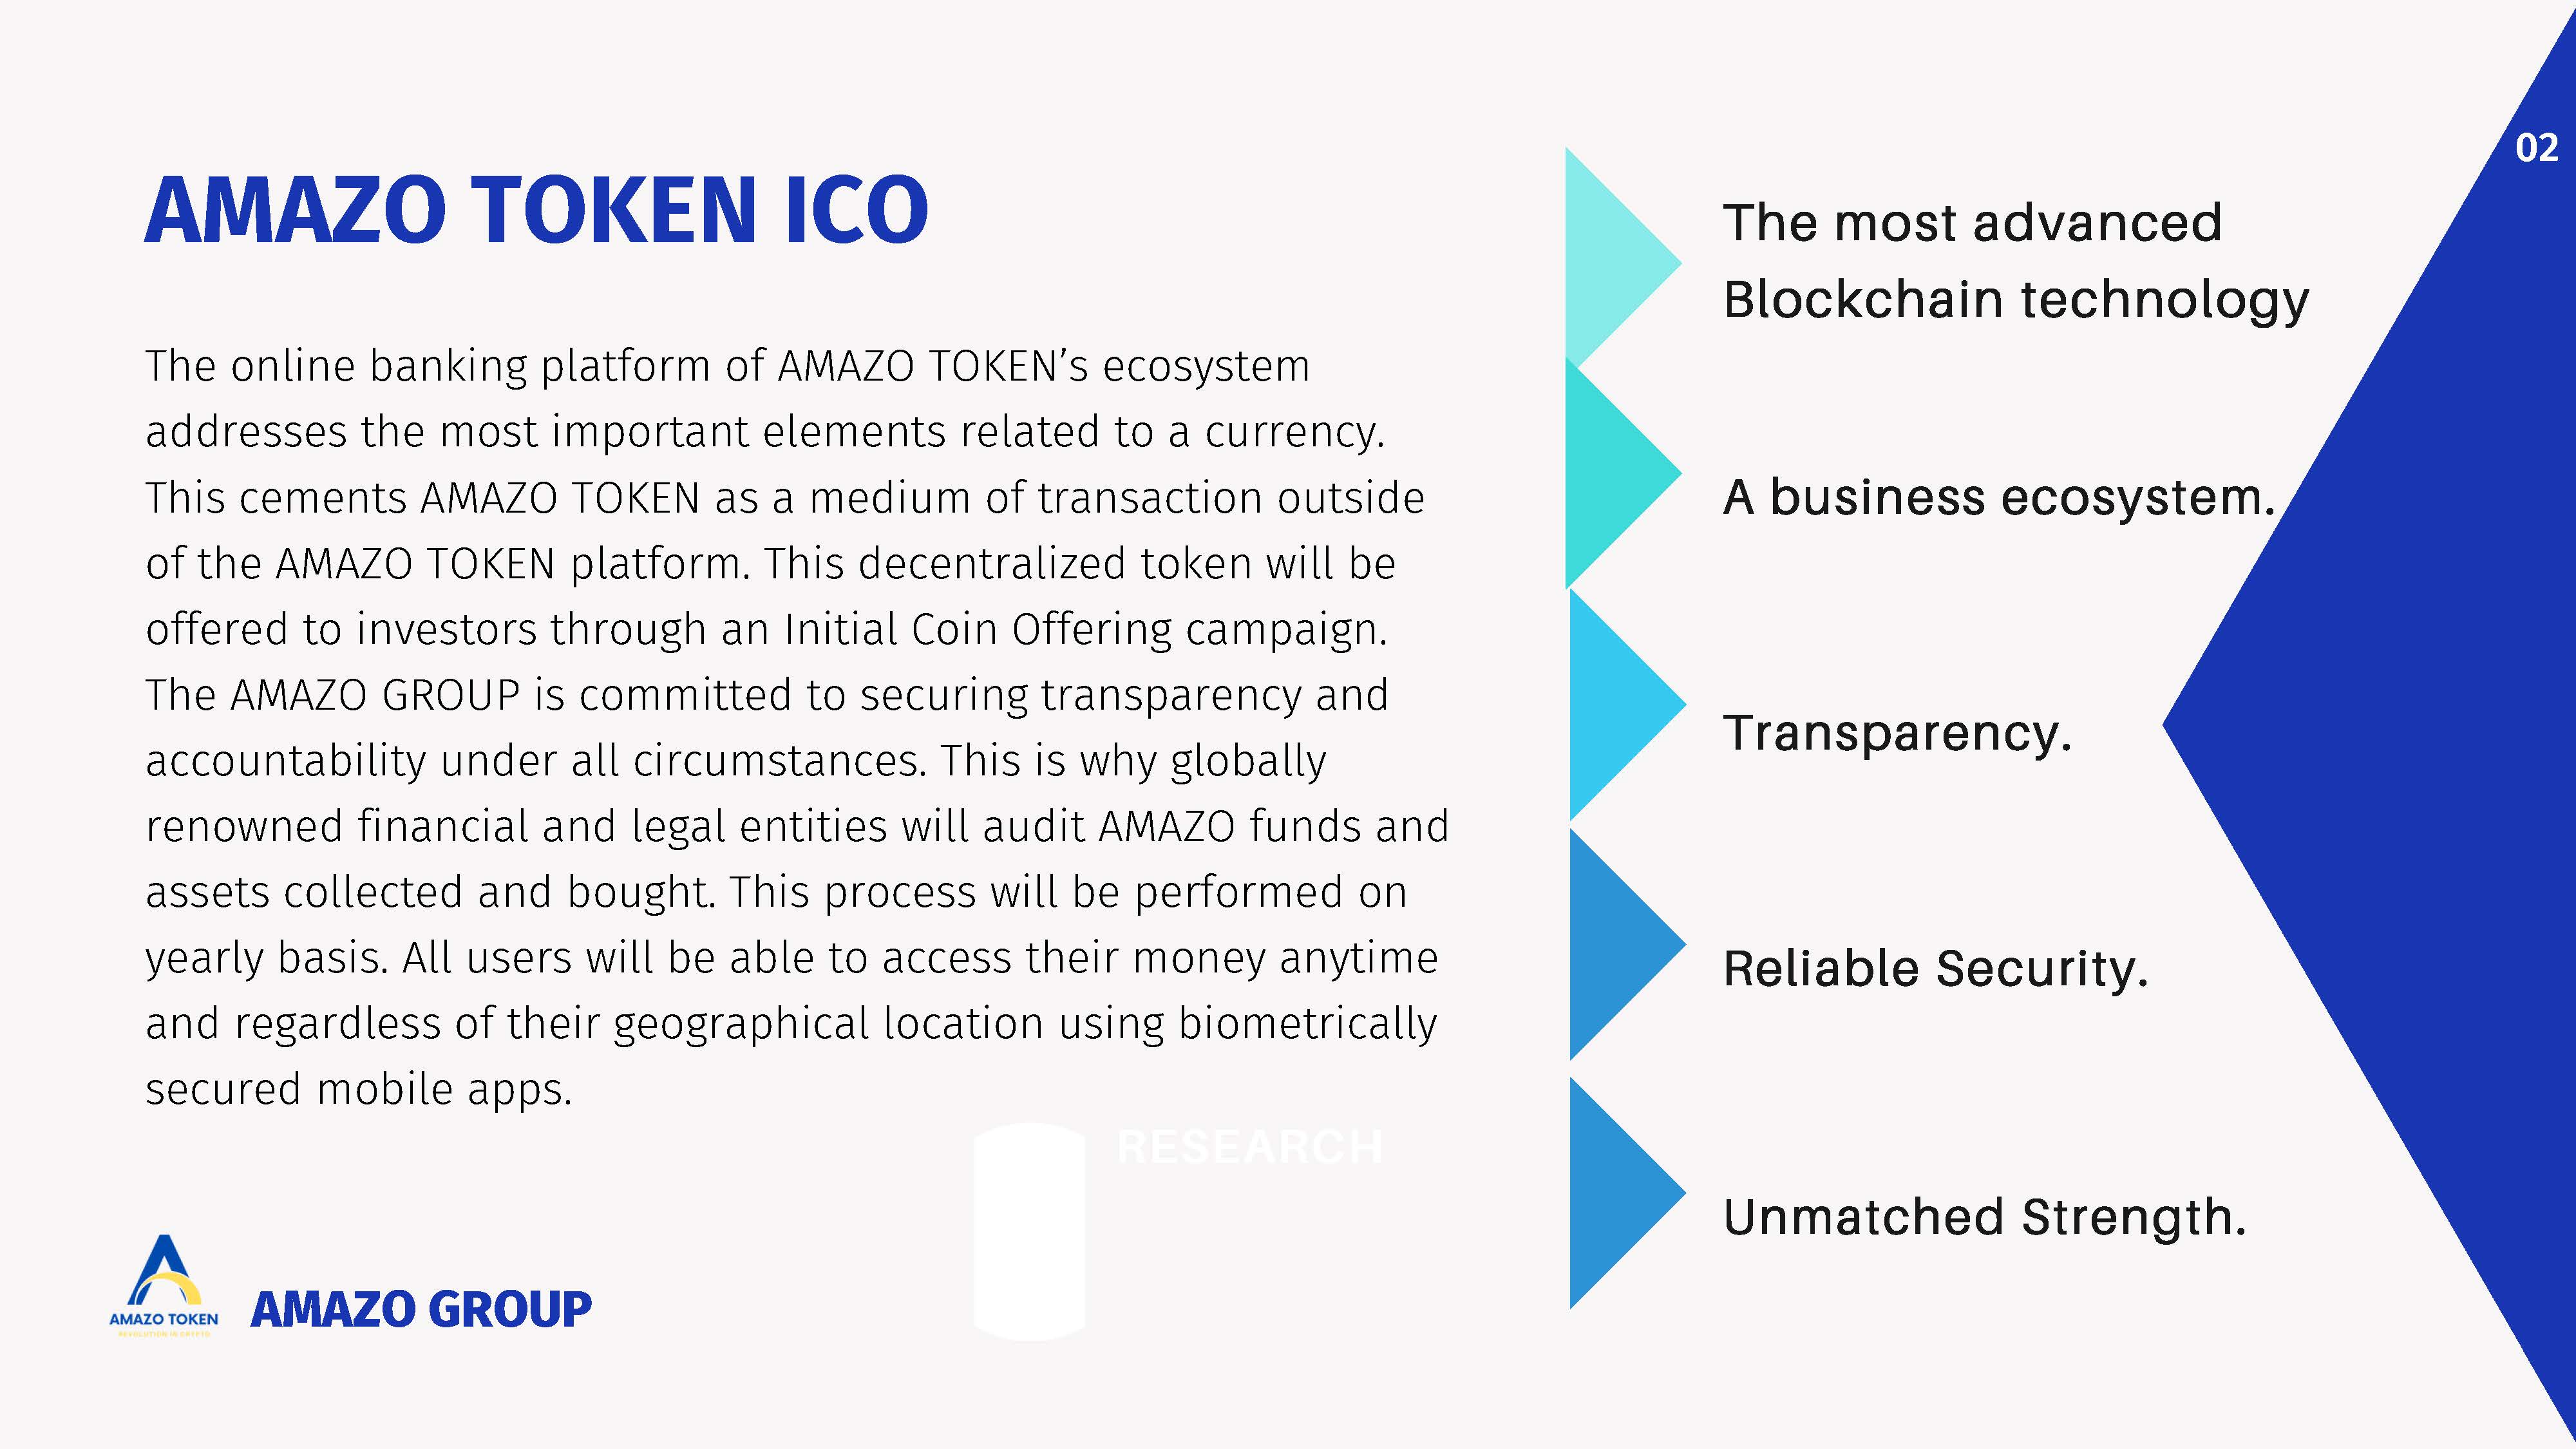 02
AMAZO TOKEN ICO
The online banking platform of AMAZO TOKEN’s ecosystem
addresses the most important elements related to a currency.
This cements AMAZO TOKEN as a medium of transaction outside
of the AMAZO TOKEN platform. This decentralized token will be
offered to investors through an Initial Coin Offering campaign.
The AMAZO GROUP is committed to securing transparency and
accountability under all circumstances. This is why globally
renowned financial and legal entities will audit AMAZO funds and
assets collected and bought. This process will be performed on
yearly basis. All users will be able to access their money anytime
and regardless of their geographical location using biometrically
secured mobile apps.
RESEARCH
AMAZO TOKEN
REVOLUTION IN CRYPTO
AMAZO GROUP
The most advanced
Blockchain technology
A business ecosystem.
Transparency.
Reliable Security.
Unmatched Strength.